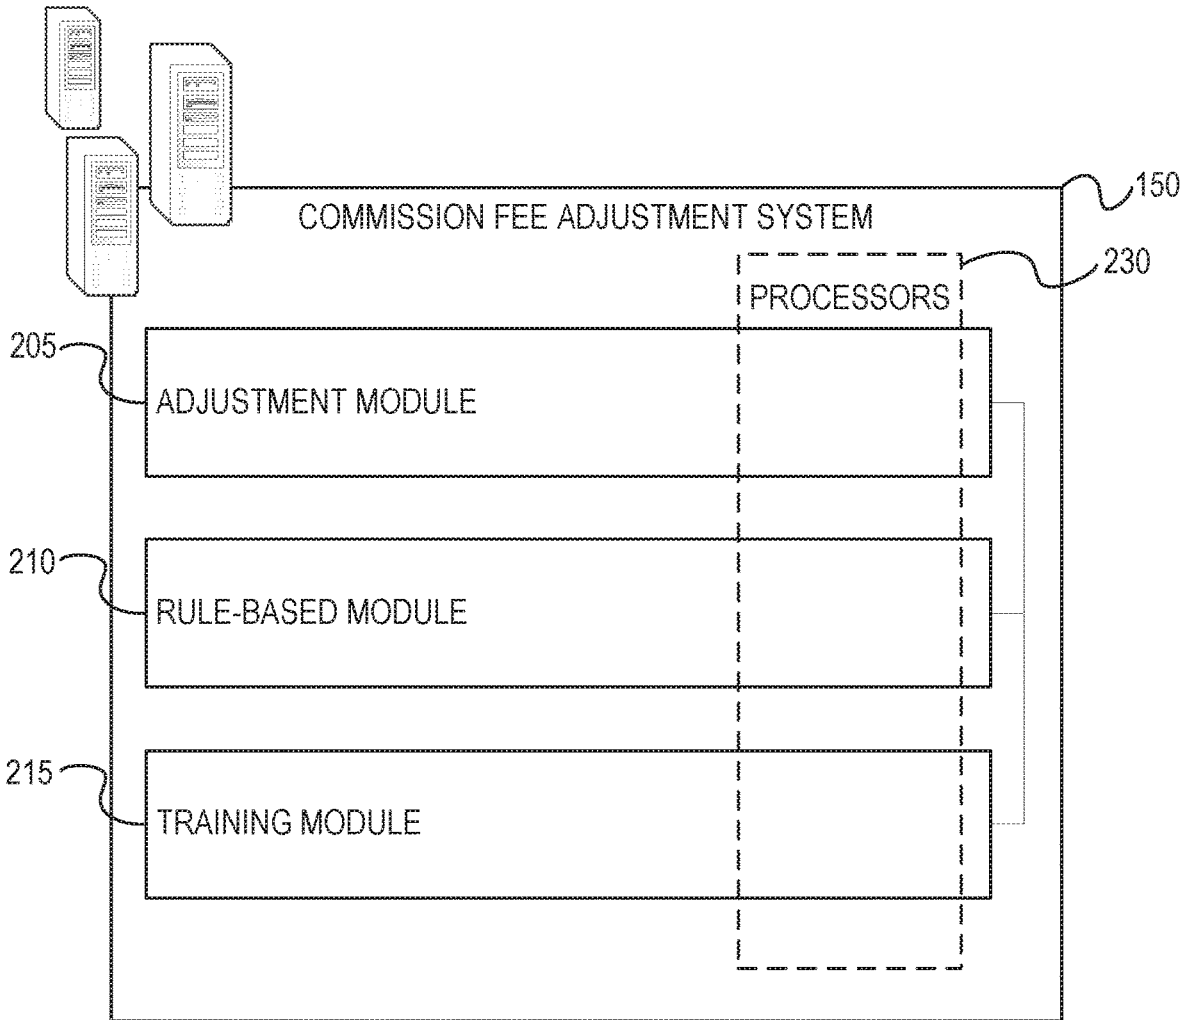 150
COMMISSION FEE ADJUSTMENT SYSTEM
230
PROCESSORS
205
ADJUSTMENT MODULE
210
RULE-BASED MODULE
215
TRAINING MODULE